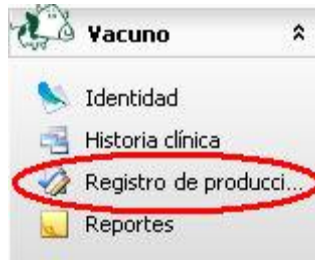 Vacuno
Identidad
Historia clínica
Registro de producci...
Reportes